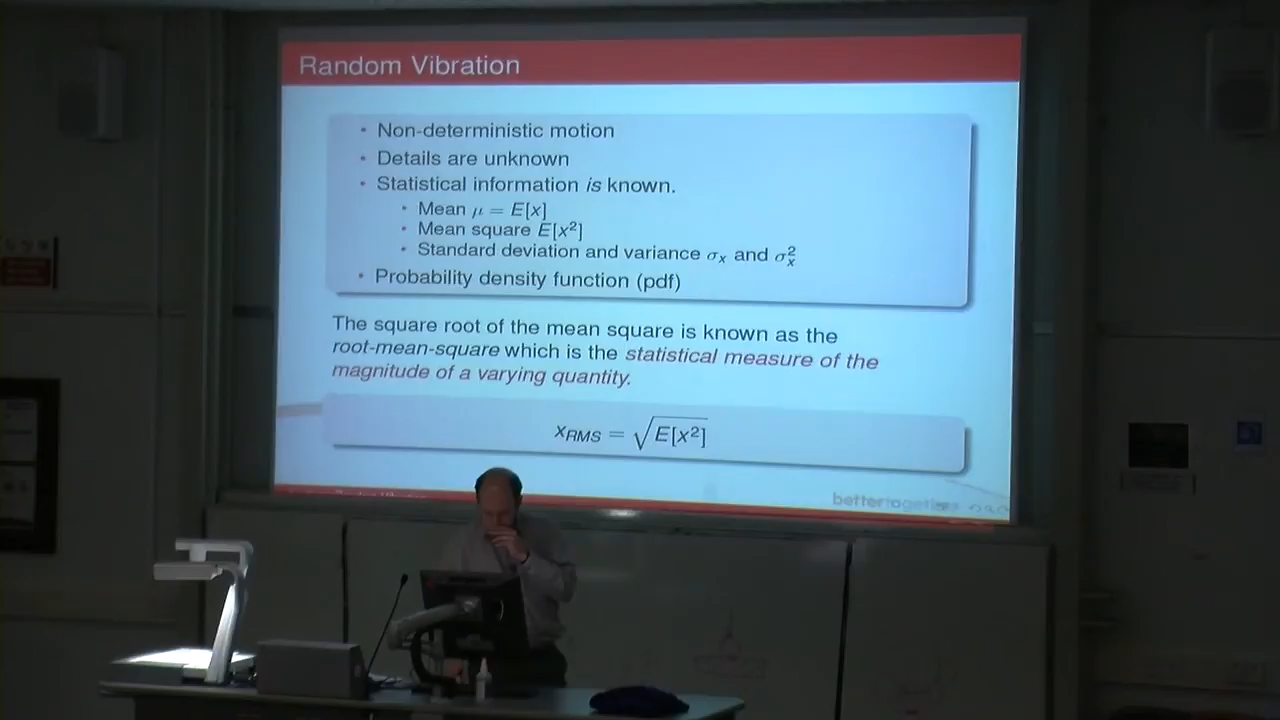 Random Vibration
• Non-deterministic motion
• Details are unknown
• Statistical information is known.
• Mean μ = E[x]
• Mean square E[x²]
• Standard deviation and variance σₓ and σₓ²
• Probability density function (pdf)
The square root of the mean square is known as the
root-mean-square which is the statistical measure of the
magnitude of a varying quantity.
x_RMS = √E[x²]